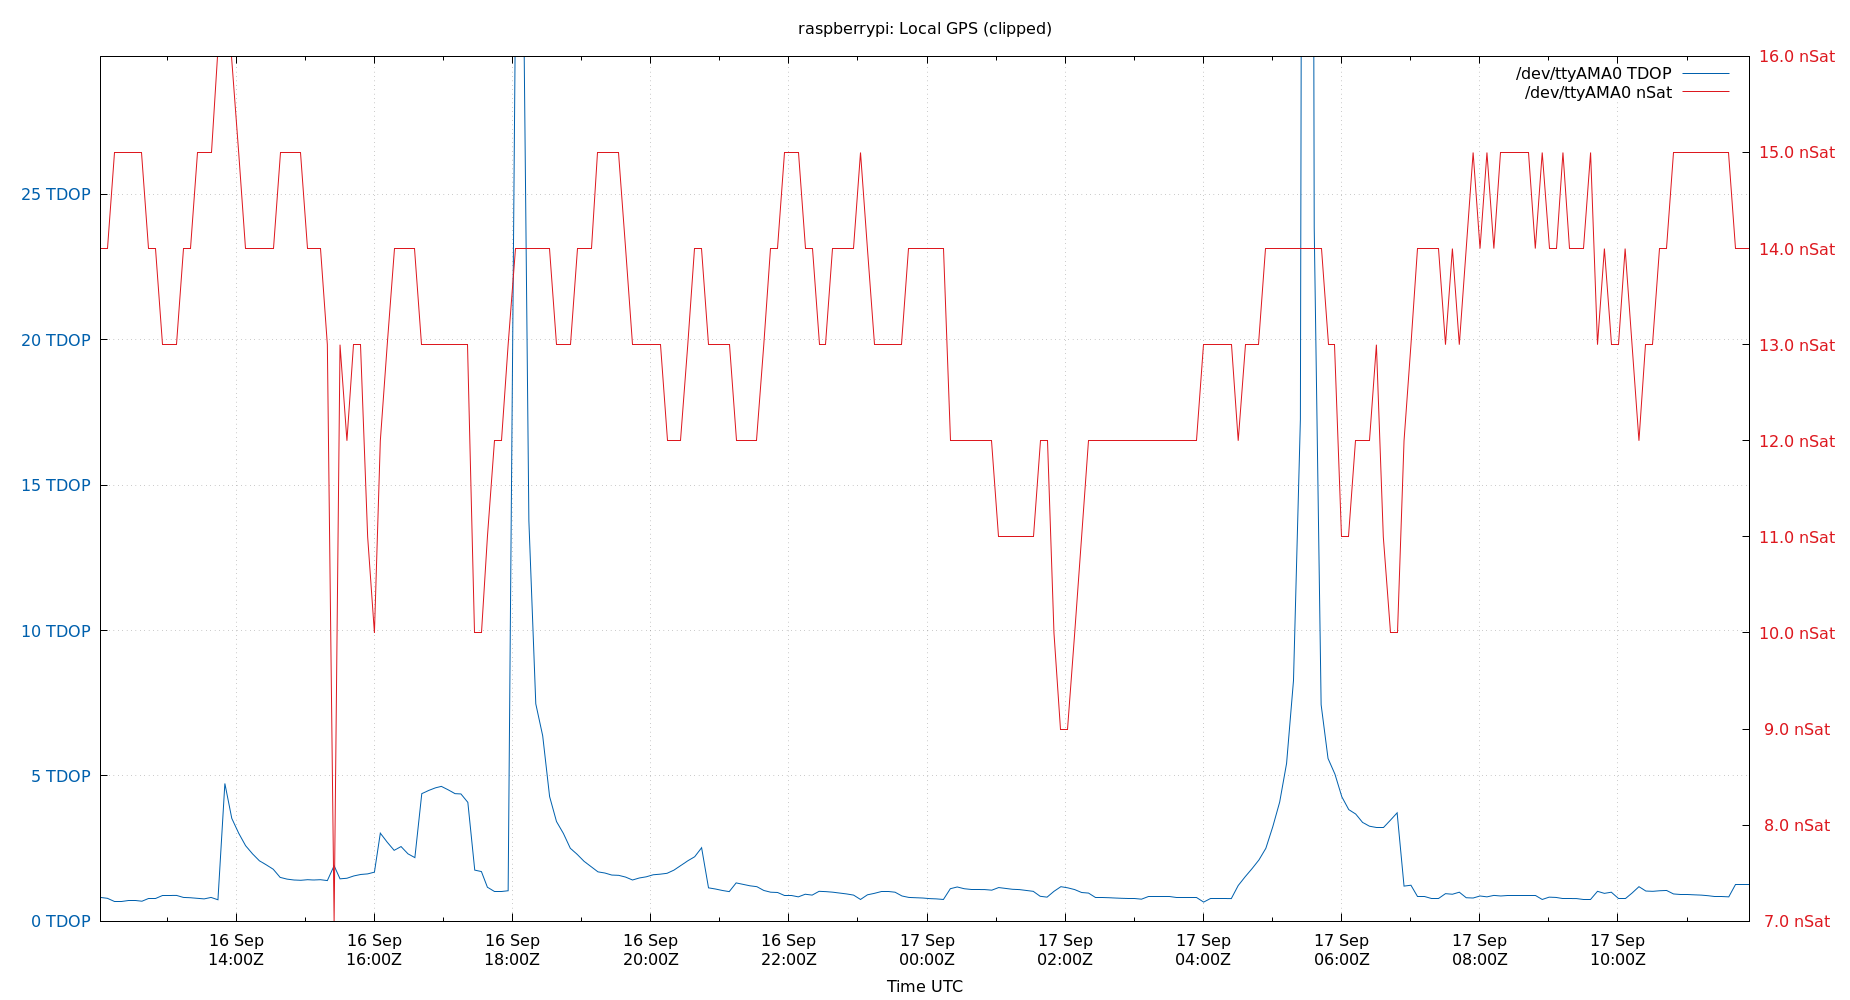 raspberrypi: Local GPS (clipped)
/dev/ttyAMA0 TDOP
/dev/ttyAMA0 nSat
25 TDOP
20 TDOP
15 TDOP
10 TDOP
5 TDOP
0 TDOP
16.0 nSat
15.0 nSat
14.0 nSat
13.0 nSat
12.0 nSat
11.0 nSat
10.0 nSat
9.0 nSat
8.0 nSat
7.0 nSat
16 Sep 16 Sep 16 Sep 16 Sep 16 Sep 17 Sep 17 Sep 17 Sep 17 Sep 17 Sep 17 Sep
14:00Z 16:00Z 18:00Z 20:00Z 22:00Z 00:00Z 02:00Z 04:00Z 06:00Z 08:00Z 10:00Z
Time UTC